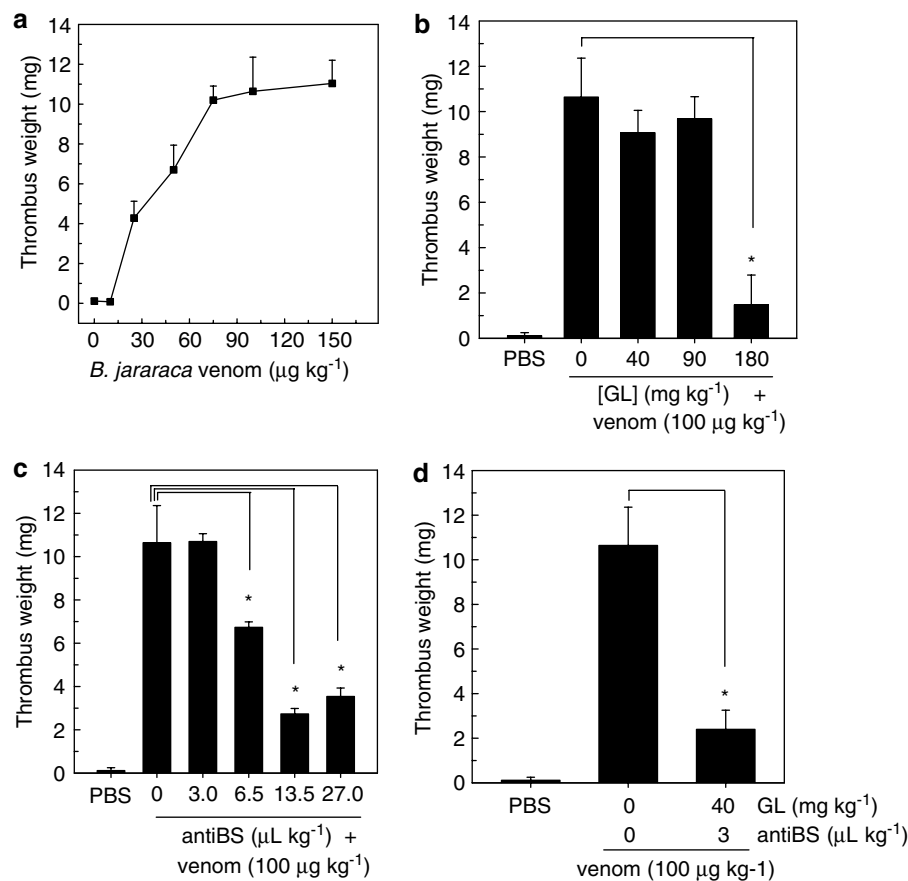 a
14
12
10
8
6
4
2
0
Thrombus weight (mg)
0 30 60 90 120 150
B. jararaca venom (µg kg-1)
b
14
12
10
8
6
4
2
0
Thrombus weight (mg)
*
PBS 0 40 90 180
[GL] (mg kg-1) +
venom (100 µg kg-1)
c
14
12
10
8
6
4
2
0
Thrombus weight (mg)
* * *
PBS 0 3.0 6.5 13.5 27.0
antiBS (µL kg-1) +
venom (100 µg kg-1)
d
14
12
10
8
6
4
2
0
Thrombus weight (mg)
*
PBS 0 40 GL (mg kg-1)
0 3 antiBS (µL kg-1)
venom (100 µg kg-1)